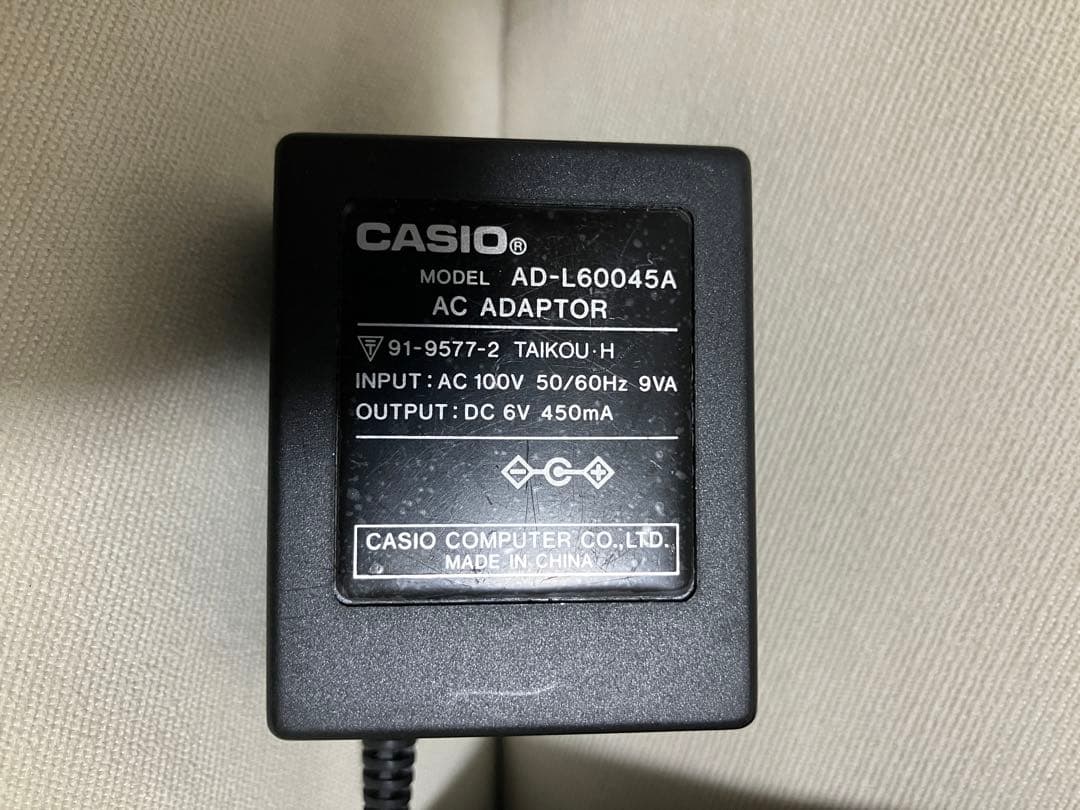 CASIO®
MODEL AD-L60045A
AC ADAPTOR
T 91-9577-2 TAIKOU·H
INPUT : AC 100V 50/60Hz 9VA
OUTPUT : DC 6V 450mA
CASIO COMPUTER CO.,LTD.
MADE IN CHINA